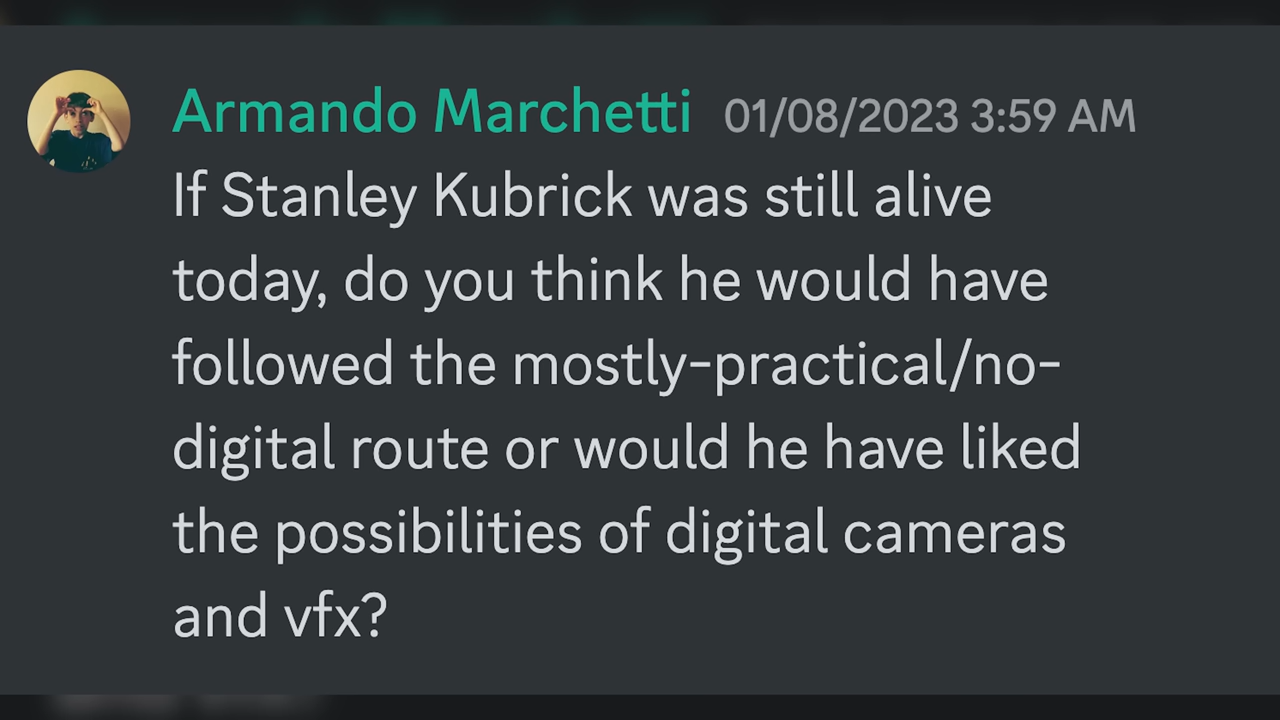 Armando Marchetti 01/08/2023 3:59 AM
If Stanley Kubrick was still alive
today, do you think he would have
followed the mostly-practical/no-
digital route or would he have liked
the possibilities of digital cameras
and vfx?